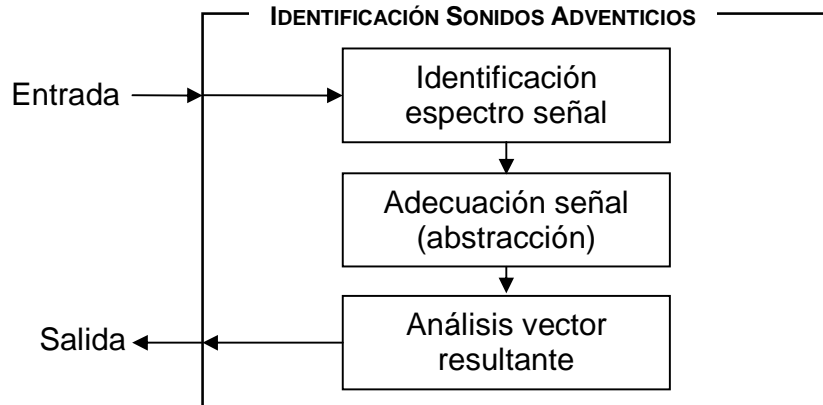 IDENTIFICACIÓN SONIDOS ADVENTICIOS
Entrada
Identificación
espectro señal
Adecuación señal
(abstracción)
Salida
Análisis vector
resultante